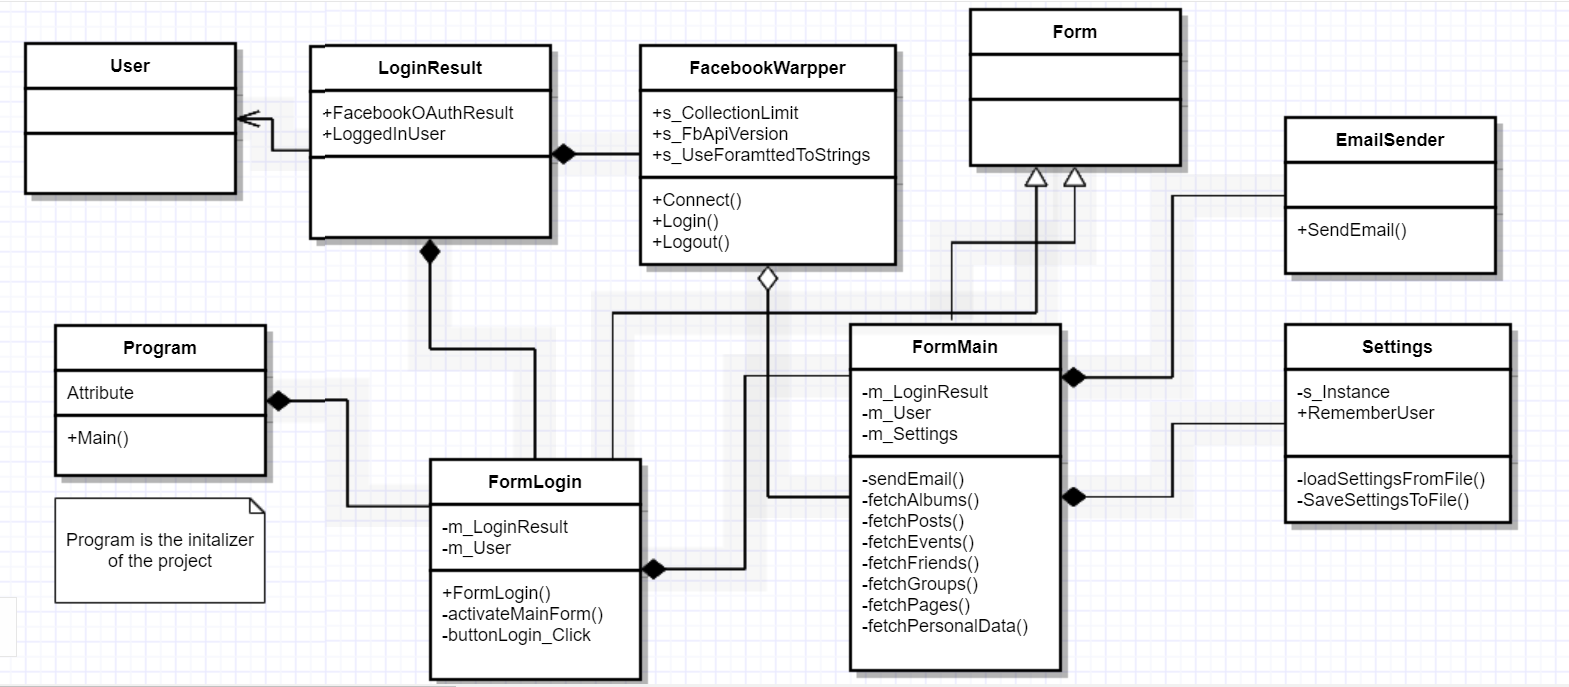 User
LoginResult
+FacebookOAuthResult
+LoggedInUser
FacebookWarpper
+s_CollectionLimit
+s_FbApiVersion
+s_UseForamttedToStrings
+Connect()
+Login()
+Logout()
Form
EmailSender
+SendEmail()
Program
Attribute
+Main()
Program is the initalizer
of the project
FormLogin
-m_LoginResult
-m_User
+FormLogin()
-activateMainForm()
-buttonLogin_Click
FormMain
-m_LoginResult
-m_User
-m_Settings
-sendEmail()
-fetchAlbums()
-fetchPosts()
-fetchEvents()
-fetchFriends()
-fetchGroups()
-fetchPages()
-fetchPersonalData()
Settings
-s_Instance
+RememberUser
-loadSettingsFromFile()
-SaveSettingsToFile()